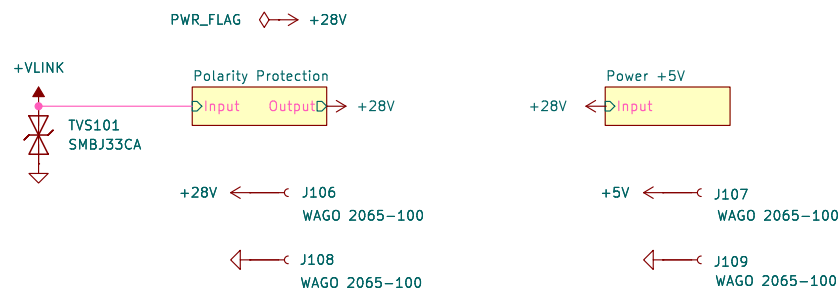 PWR_FLAG +28V
+VLINK
Polarity Protection
Power +5V
Input Output +28V
+28V Input
TVS101
SMBJ33CA
+28V J106
WAGO 2065-100
+5V J107
WAGO 2065-100
J108
WAGO 2065-100
J109
WAGO 2065-100